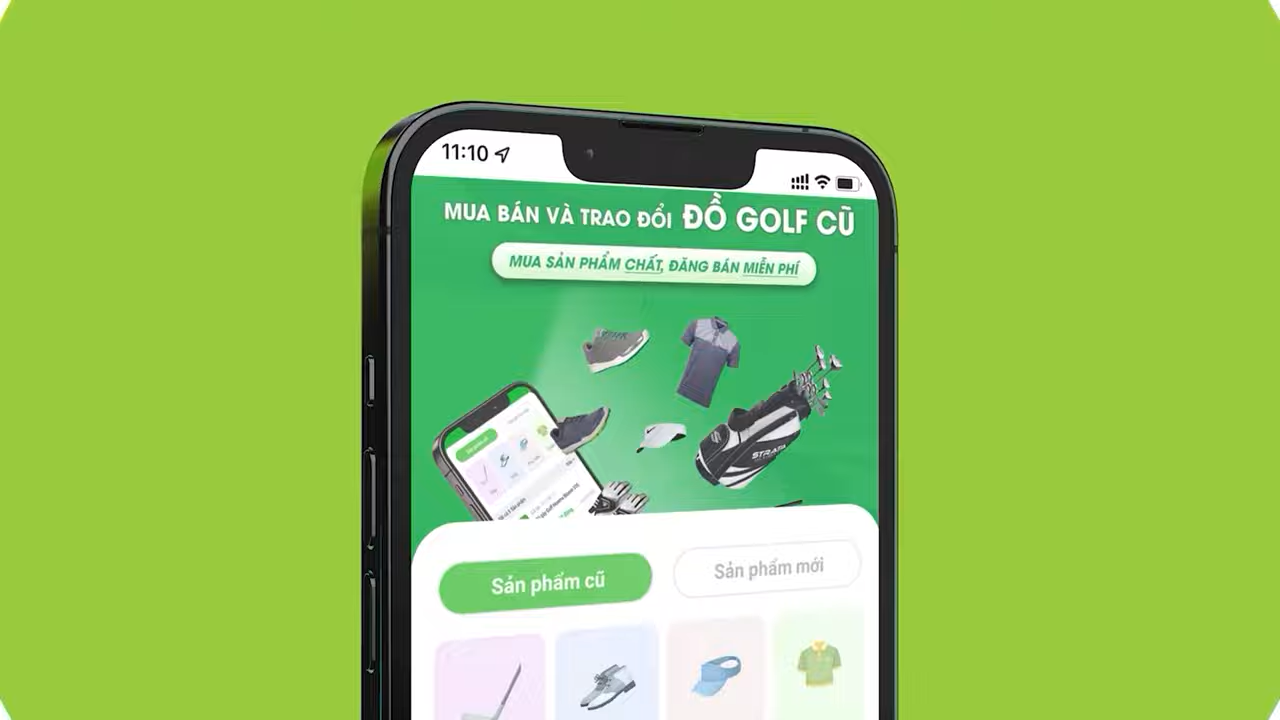 11:10
MUA BÁN VÀ TRAO ĐỔI ĐỒ GOLF CŨ
MUA SẢN PHẨM CHẤT, ĐĂNG BÁN MIỄN PHÍ
STRATA
Sản phẩm cũ
Sản phẩm mới